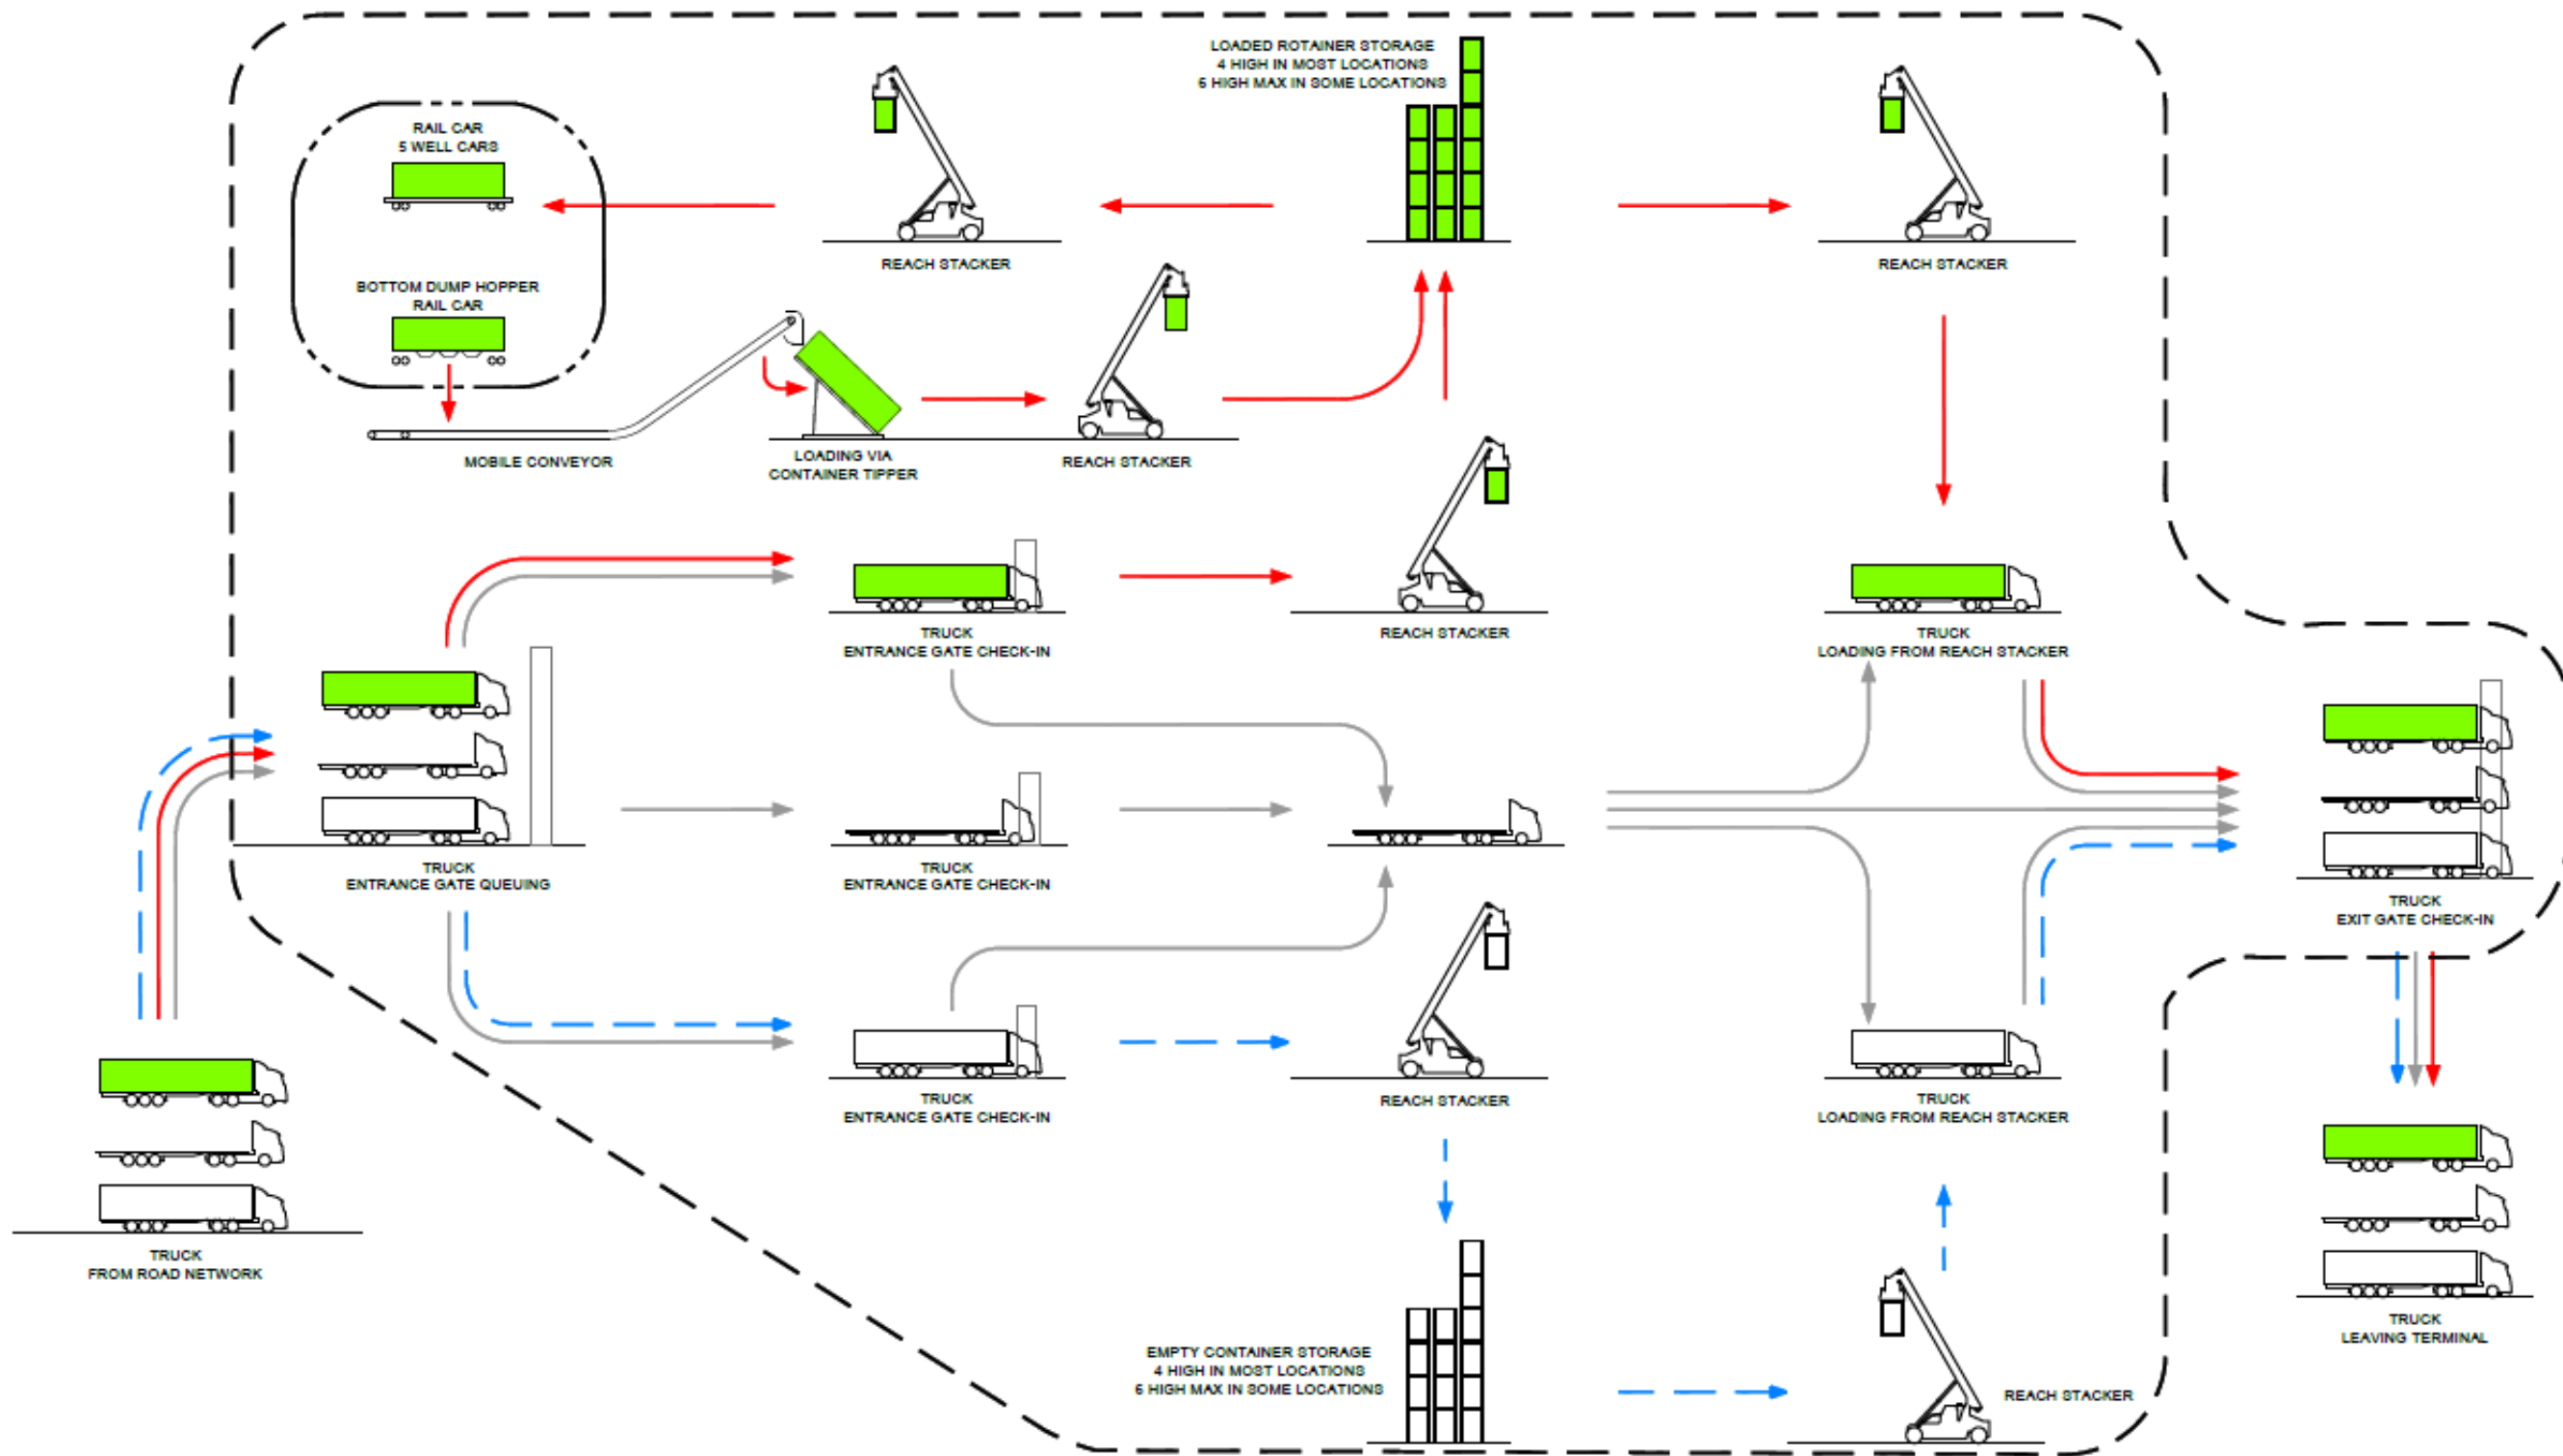 LOADED ROTAINER STORAGE
4 HIGH IN MOST LOCATIONS
6 HIGH MAX IN SOME LOCATIONS
RAIL CAR
5 WELL CARS
REACH STACKER
REACH STACKER
BOTTOM DUMP HOPPER
RAIL CAR
MOBILE CONVEYOR
LOADING VIA
CONTAINER TIPPER
REACH STACKER
TRUCK
ENTRANCE GATE CHECK-IN
REACH STACKER
TRUCK
LOADING FROM REACH STACKER
TRUCK
ENTRANCE GATE QUEUING
TRUCK
ENTRANCE GATE CHECK-IN
TRUCK
EXIT GATE CHECK-IN
TRUCK
ENTRANCE GATE CHECK-IN
REACH STACKER
TRUCK
LOADING FROM REACH STACKER
TRUCK
FROM ROAD NETWORK
EMPTY CONTAINER STORAGE
4 HIGH IN MOST LOCATIONS
6 HIGH MAX IN SOME LOCATIONS
REACH STACKER
TRUCK
LEAVING TERMINAL